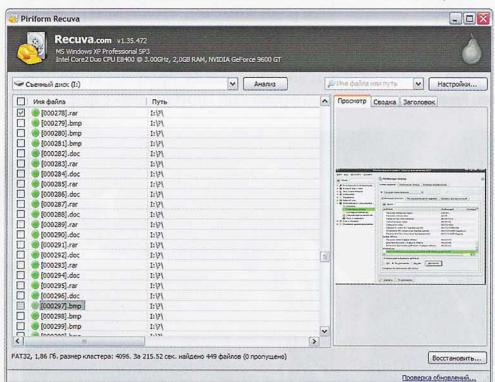 Piriform Recuva
Recuva.com v1.35.472
MS Windows XP Professional SP3
Intel Core2 Duo CPU E8400 @ 3.00GHz, 2,0GB RAM, NVIDIA GeForce 9600 GT
Съемный диск (I:) Анализ Имя файла или путь Настройки...
Имя файла Путь Просмотр Сводка Заголовок
[000278].rar I:\?\
[000279].bmp I:\?\
[000280].bmp I:\?\
[000281].bmp I:\?\
[000282].doc I:\?\
[000283].rar I:\?\
[000284].doc I:\?\
[000285].rar I:\?\
[000286].doc I:\?\
[000287].rar I:\?\
[000288].doc I:\?\
[000289].rar I:\?\
[000290].doc I:\?\
[000291].rar I:\?\
[000292].doc I:\?\
[000293].rar I:\?\
[000294].doc I:\?\
[000295].rar I:\?\
[000296].doc I:\?\
[000297].bmp I:\?\
[000298].bmp I:\?\
[000299].bmp I:\?\
FAT32, 1,86 Гб, размер кластера: 4096. За 215.52 сек. найдено 449 файлов (0 пропущено) Восстановить...
Проверка обновлений...